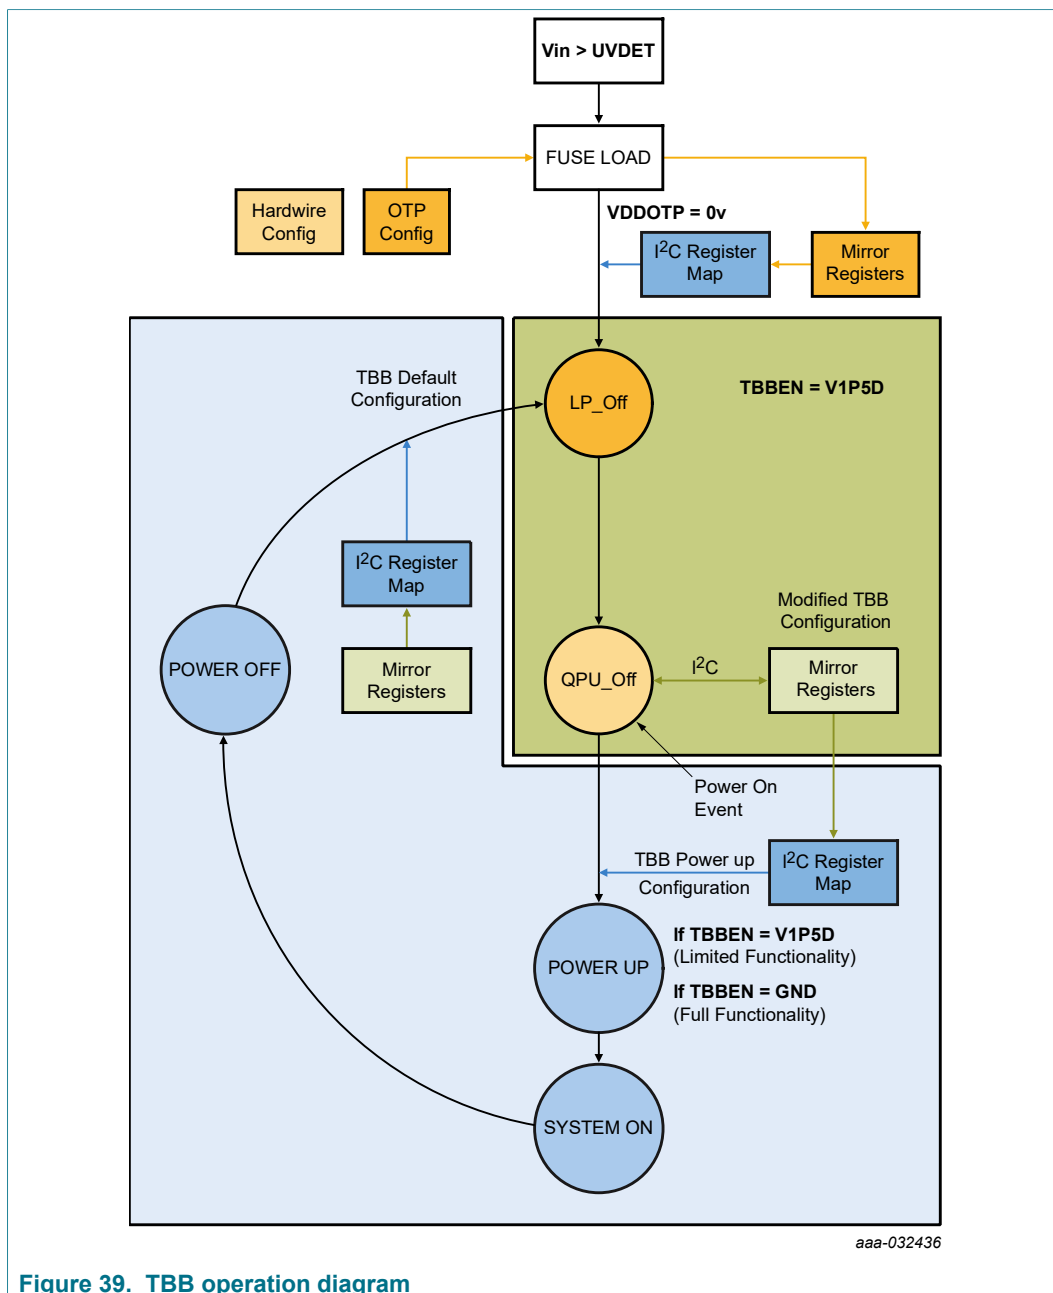 Vin > UVDET
FUSE LOAD
Hardwire
Config
OTP
Config
VDDOTP = 0v
I2C Register
Map
Mirror
Registers
TBB Default
Configuration
LP_Off
TBBEN = V1P5D
I2C Register
Map
Mirror
Registers
POWER OFF
Modified TBB
Configuration
QPU_Off
I2C
Mirror
Registers
Power On
Event
TBB Power up
Configuration
I2C Register
Map
POWER UP
If TBBEN = V1P5D
(Limited Functionality)
If TBBEN = GND
(Full Functionality)
SYSTEM ON
aaa-032436
Figure 39. TBB operation diagram